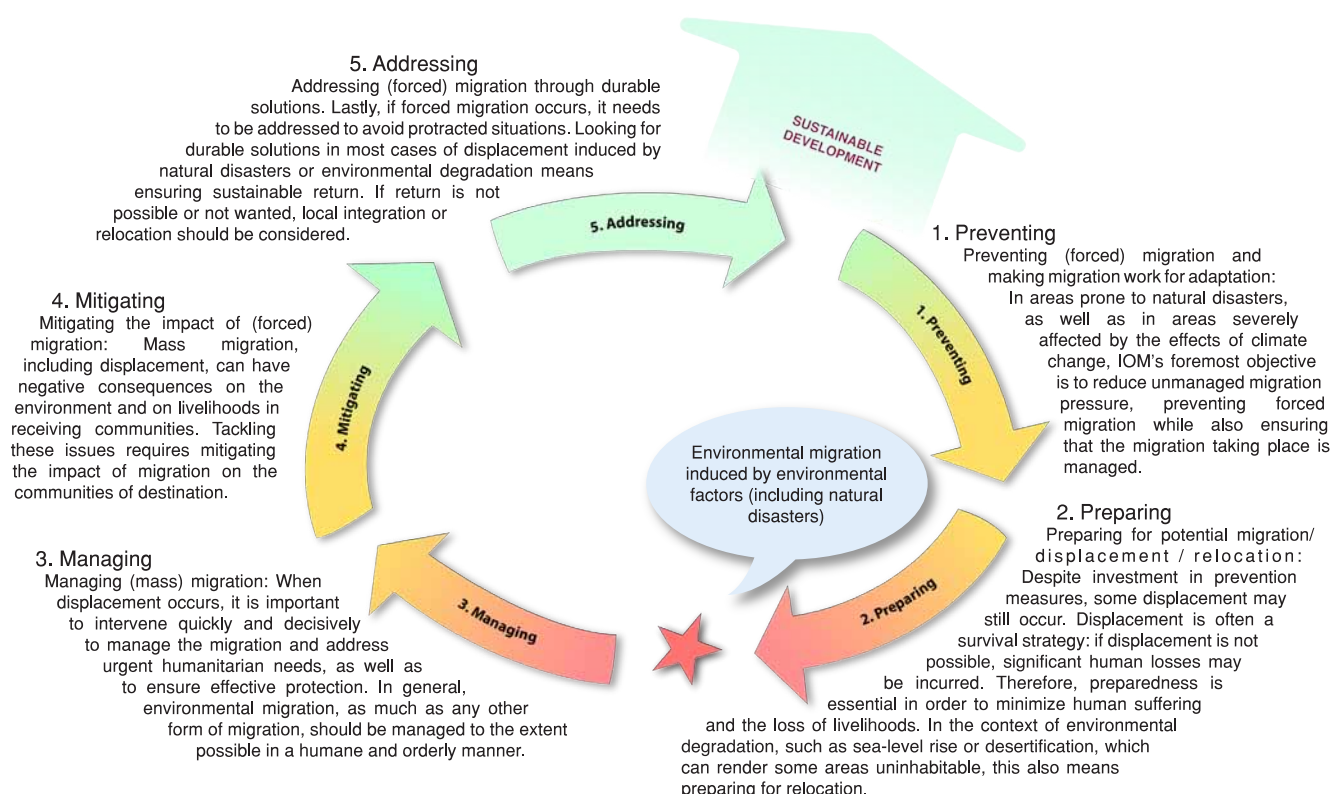 SUSTAINABLE
DEVELOPMENT
1. Preventing
Preventing (forced) migration and
making migration work for adaptation:
In areas prone to natural disasters,
as well as in areas severely
affected by the effects of climate
change, IOM's foremost objective
is to reduce unmanaged migration
pressure, preventing forced
migration while also ensuring
that the migration taking place is
managed.
1. Preventing
2. Preparing
Preparing for potential migration/
displacement / relocation:
Despite investment in prevention
measures, some displacement may
still occur. Displacement is often a
survival strategy: if displacement is not
possible, significant human losses may
be incurred. Therefore, preparedness is
essential in order to minimize human suffering
and the loss of livelihoods. In the context of environmental
degradation, such as sea-level rise or desertification, which
can render some areas uninhabitable, this also means
preparing for relocation.
2. Preparing
Environmental migration
induced by environmental
factors (including natural
disasters)
3. Managing
Managing (mass) migration: When
displacement occurs, it is important
to intervene quickly and decisively
to manage the migration and address
urgent humanitarian needs, as well as
to ensure effective protection. In general,
environmental migration, as much as any other
form of migration, should be managed to the extent
possible in a humane and orderly manner.
3. Managing
4. Mitigating
Mitigating the impact of (forced)
migration: Mass migration,
including displacement, can have
negative consequences on the
environment and on livelihoods in
receiving communities. Tackling
these issues requires mitigating
the impact of migration on the
communities of destination.
4. Mitigating
5. Addressing
Addressing (forced) migration through durable
solutions. Lastly, if forced migration occurs, it needs
to be addressed to avoid protracted situations. Looking for
durable solutions in most cases of displacement induced by
natural disasters or environmental degradation means
ensuring sustainable return. If return is not
possible or not wanted, local integration or
relocation should be considered.
5. Addressing